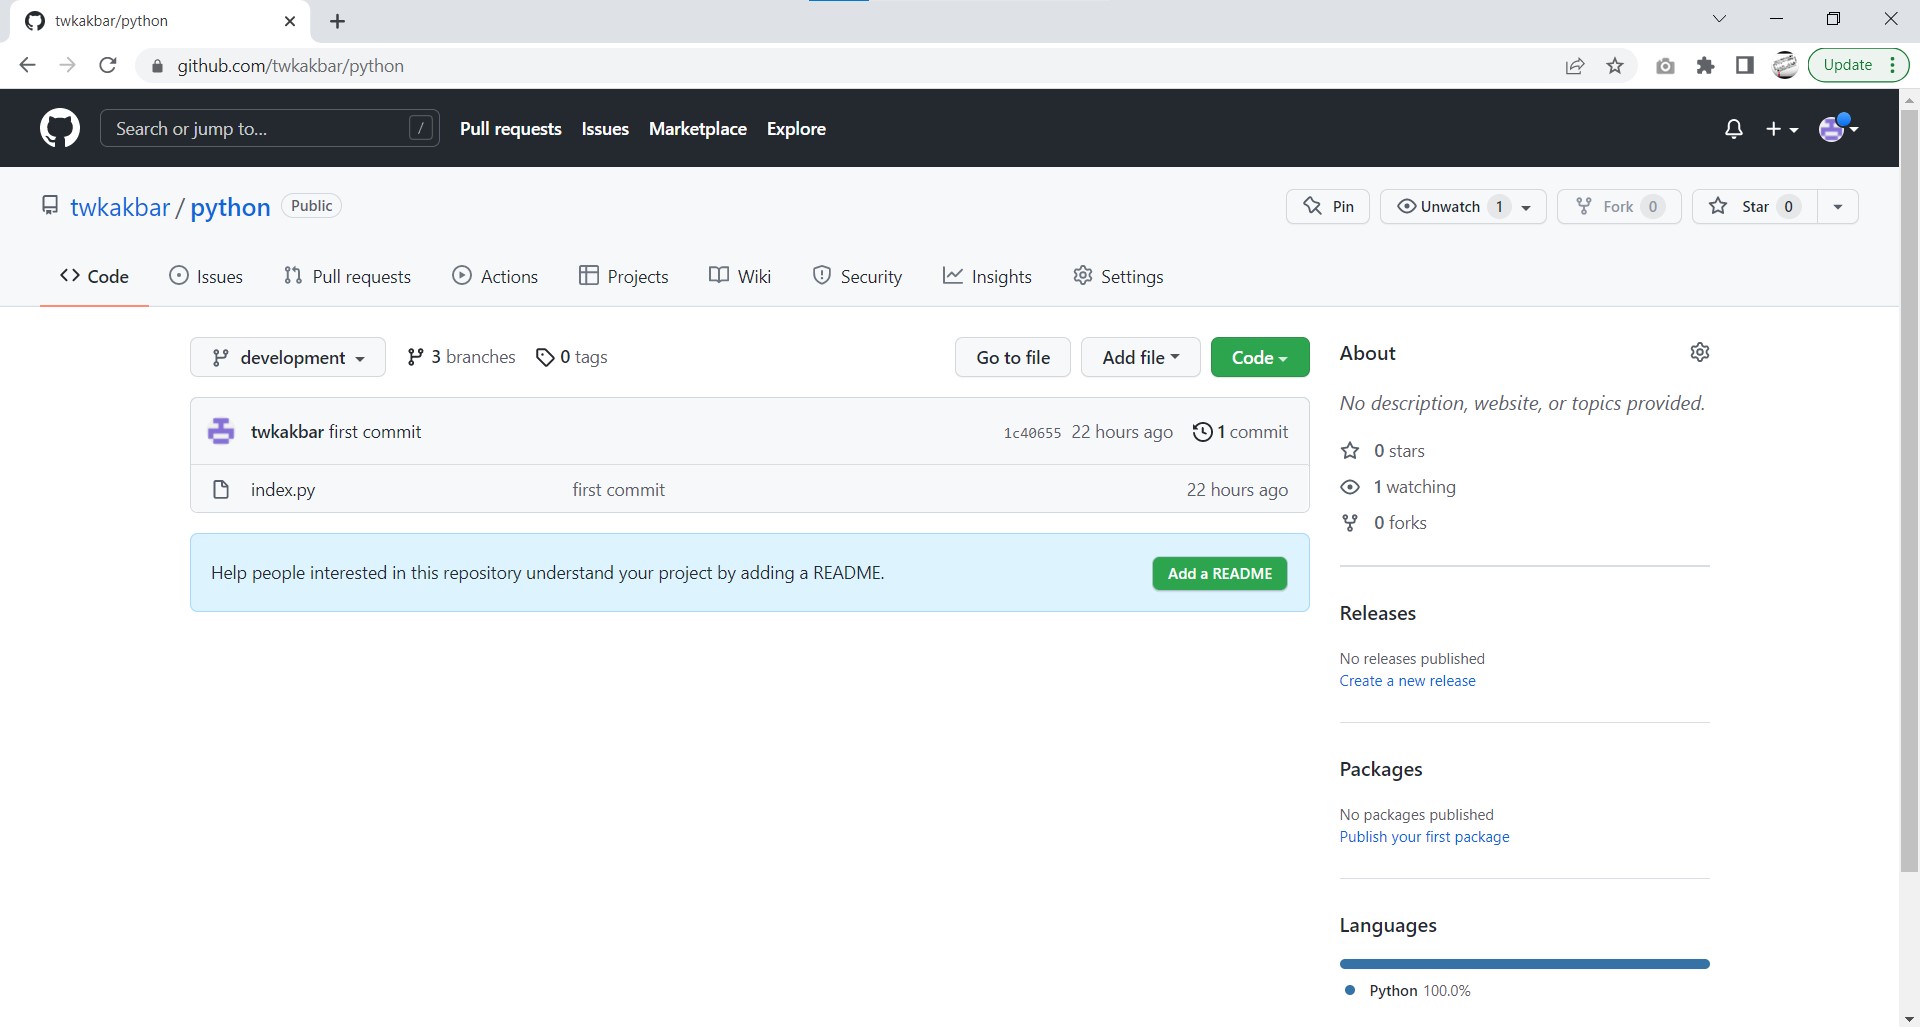 twkakbar/python
github.com/twkakbar/python
Update
Search or jump to... /
Pull requests Issues Marketplace Explore
twkakbar / python Public
Pin Unwatch 1 Fork 0 Star 0
Code Issues Pull requests Actions Projects Wiki Security Insights Settings
development 3 branches 0 tags Go to file Add file Code
twkakbar first commit 1c40655 22 hours ago 1 commit
index.py first commit 22 hours ago
Help people interested in this repository understand your project by adding a README. Add a README
About
No description, website, or topics provided.
0 stars
1 watching
0 forks
Releases
No releases published
Create a new release
Packages
No packages published
Publish your first package
Languages
Python 100.0%